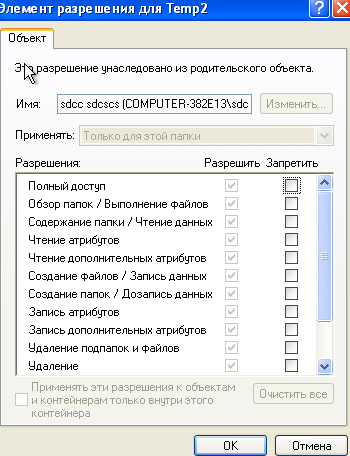 Элемент разрешения для Temp2
Объект
Это разрешение унаследовано из родительского объекта.
Имя: sdcc sdcscs (COMPUTER-382E13\sdc Изменить...
Применять: Только для этой папки
Разрешения: Разрешить Запретить
Полный доступ
Обзор папок / Выполнение файлов
Содержание папки / Чтение данных
Чтение атрибутов
Чтение дополнительных атрибутов
Создание файлов / Запись данных
Создание папок / Дозапись данных
Запись атрибутов
Запись дополнительных атрибутов
Удаление подпапок и файлов
Удаление
Применять эти разрешения к объектам
и контейнерам только внутри этого
контейнера
Очистить все
ОК Отмена